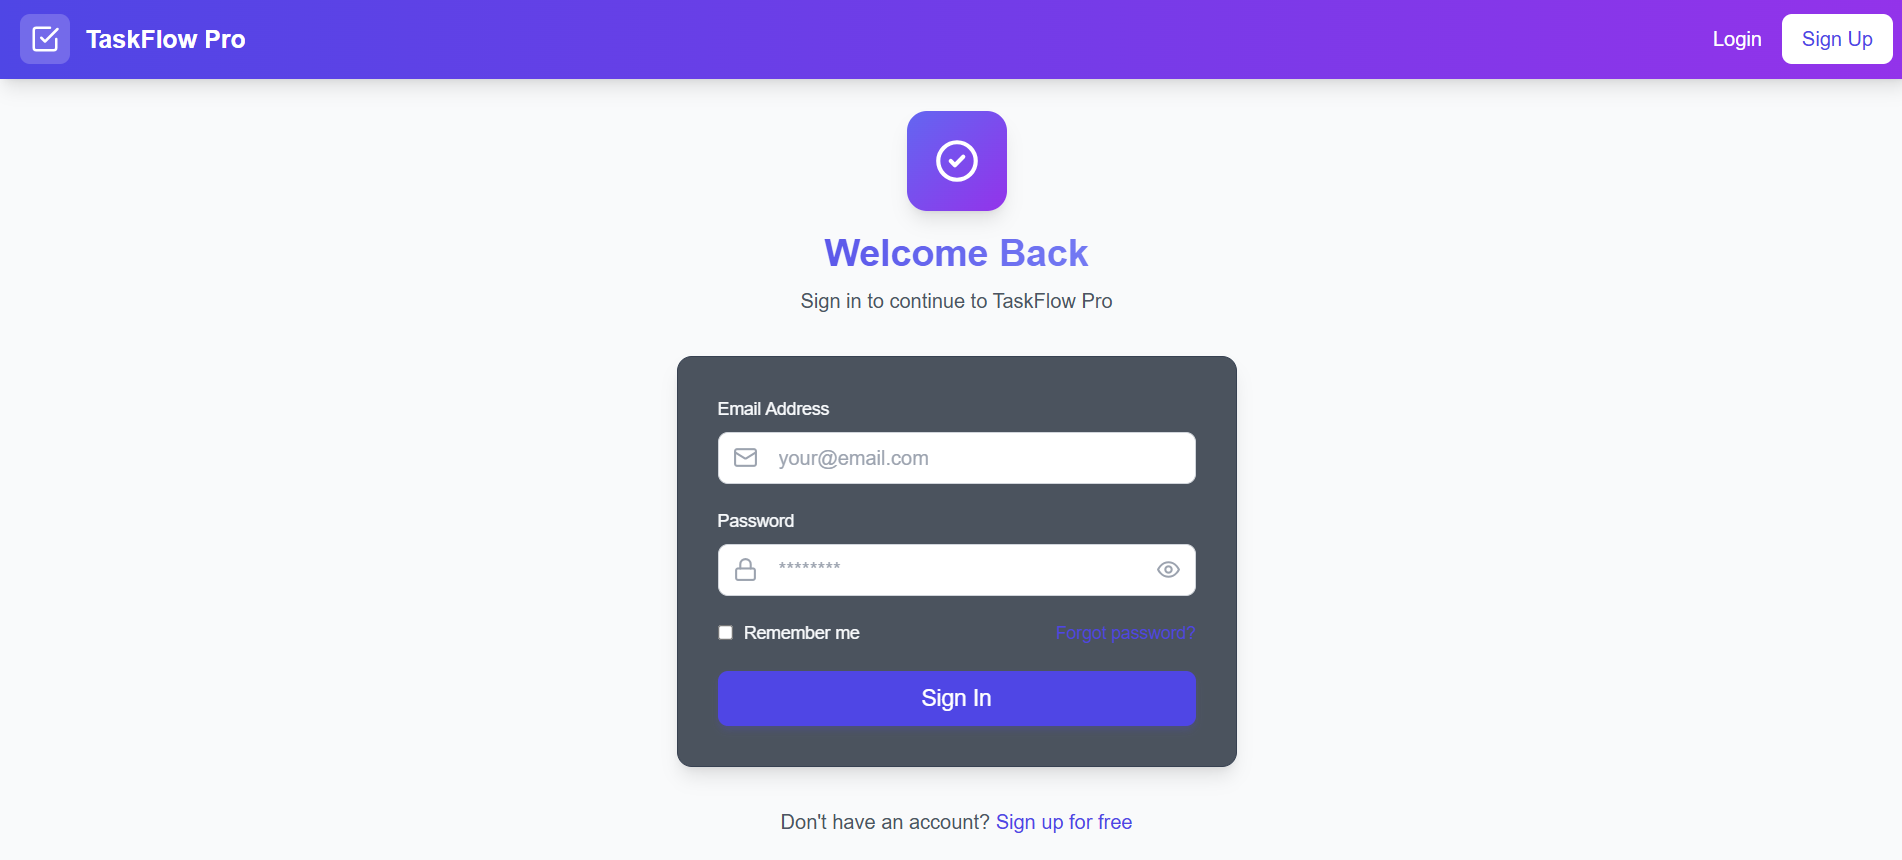 TaskFlow Pro
Login
Sign Up
Welcome Back
Sign in to continue to TaskFlow Pro
Email Address
your@email.com
Password
********
Remember me
Forgot password?
Sign In
Don't have an account? Sign up for free